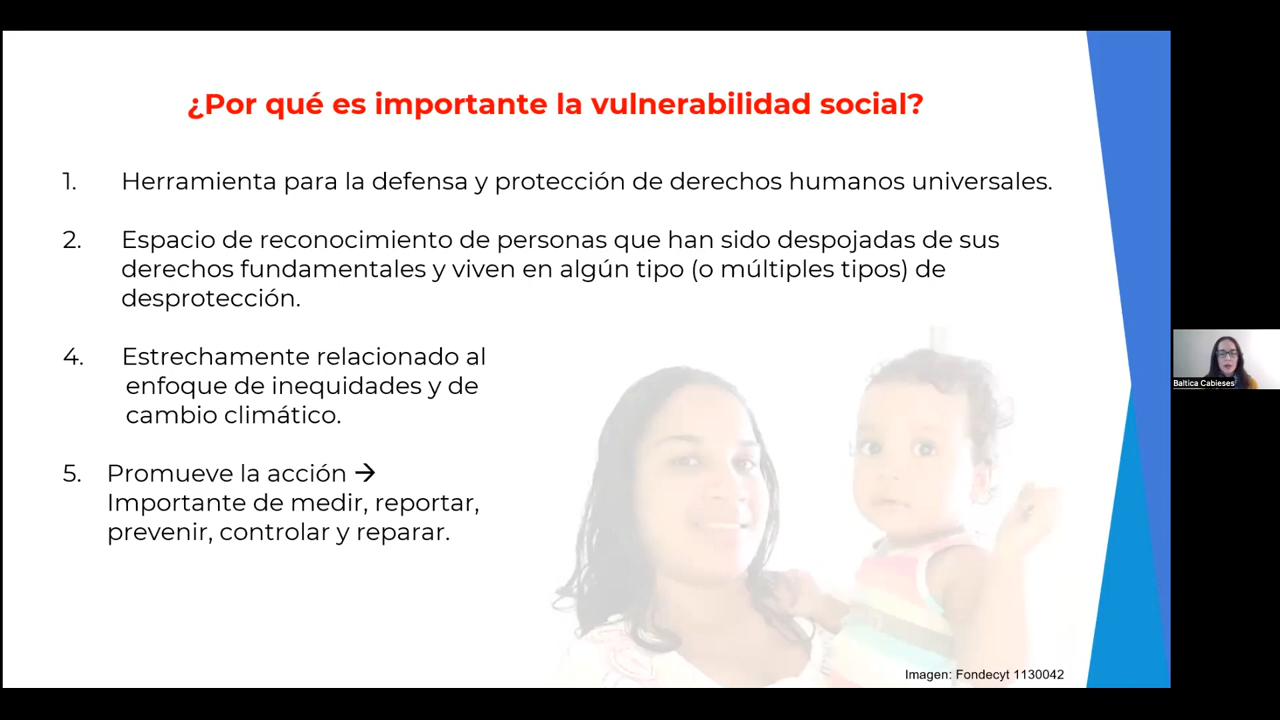 ¿Por qué es importante la vulnerabilidad social?
1. Herramienta para la defensa y protección de derechos humanos universales.
2. Espacio de reconocimiento de personas que han sido despojadas de sus
derechos fundamentales y viven en algún tipo (o múltiples tipos) de
desprotección.
4. Estrechamente relacionado al
enfoque de inequidades y de
cambio climático.
5. Promueve la acción →
Importante de medir, reportar,
prevenir, controlar y reparar.
Baltica Cabieses
Imagen: Fondecyt 1130042